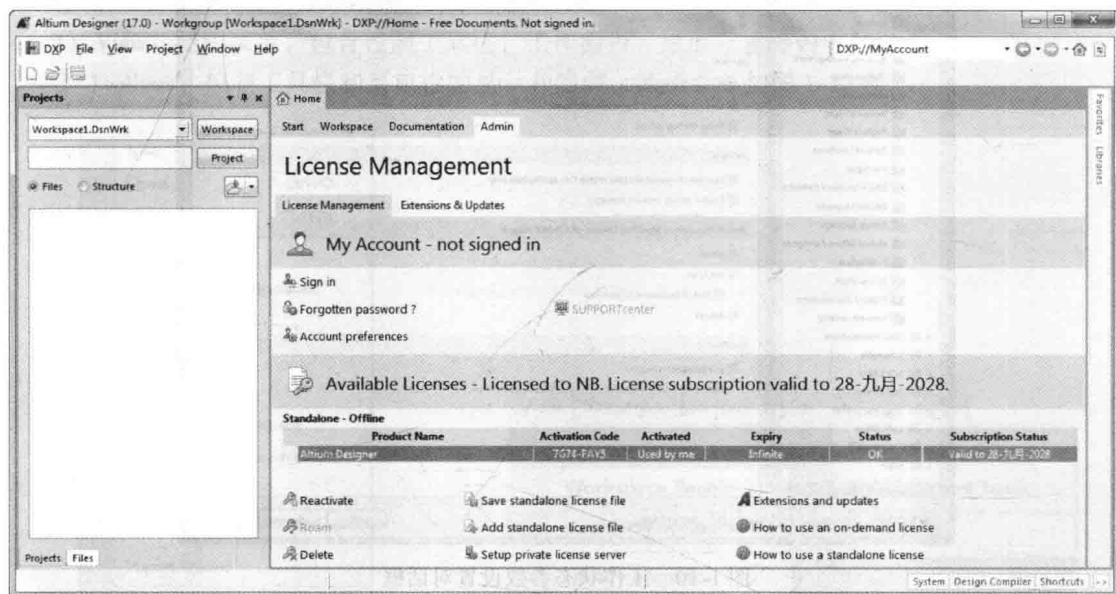 Altium Designer (17.0) - Workgroup [Workspace1.DsnWrk] - DXP://Home - Free Documents. Not signed in.
DXP File View Project Window Help DXP://MyAccount
Projects
Home
Workspace1.DsnWrk Workspace
Project
Files Structure
Start Workspace Documentation Admin
License Management
License Management Extensions & Updates
My Account - not signed in
Sign in
Forgotten password ? SUPPORTcenter
Account preferences
Available Licenses - Licensed to NB. License subscription valid to 28-九月-2028.
Standalone - Offline
Product Name Activation Code Activated Expiry Status Subscription Status
Altium Designer 7G74-EAY5 Used by me Infinite OK Valid to 28-九月-2028
Reactivate Save standalone license file Extensions and updates
Roam Add standalone license file How to use an on-demand license
Delete Setup private license server How to use a standalone license
Favorites
Libraries
Projects Files
System Design Compiler Shortcuts >>